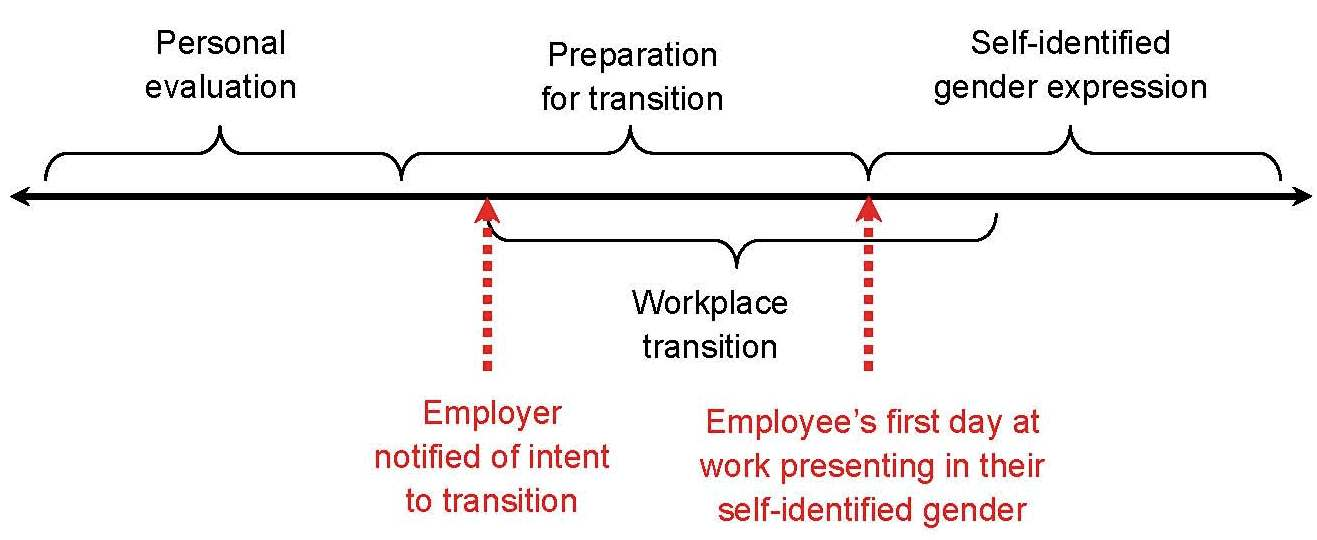 Personal
evaluation
Preparation
for transition
Self-identified
gender expression
Workplace
transition
Employer
notified of intent
to transition
Employee’s first day at
work presenting in their
self-identified gender